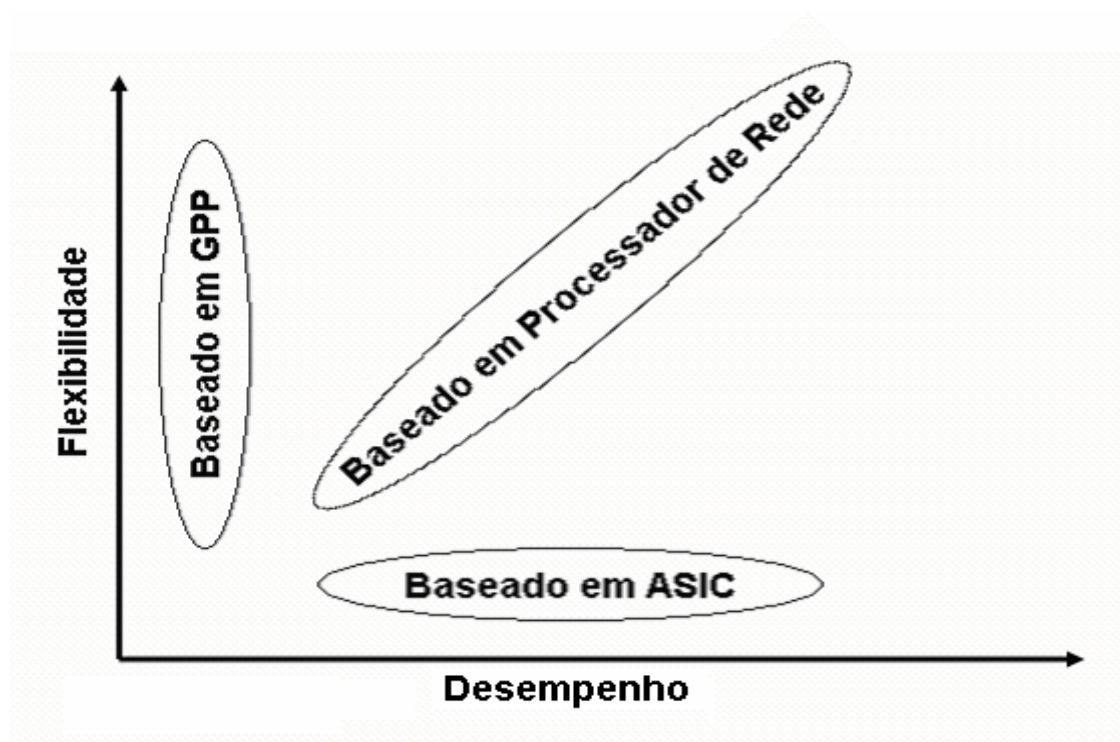 Flexibilidade
Baseado em GPP
Baseado em Processador de Rede
Baseado em ASIC
Desempenho